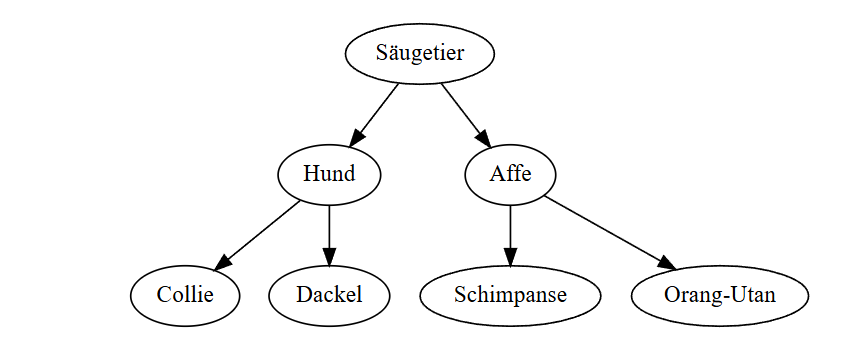 Säugetier
Hund
Affe
Collie
Dackel
Schimpanse
Orang-Utan